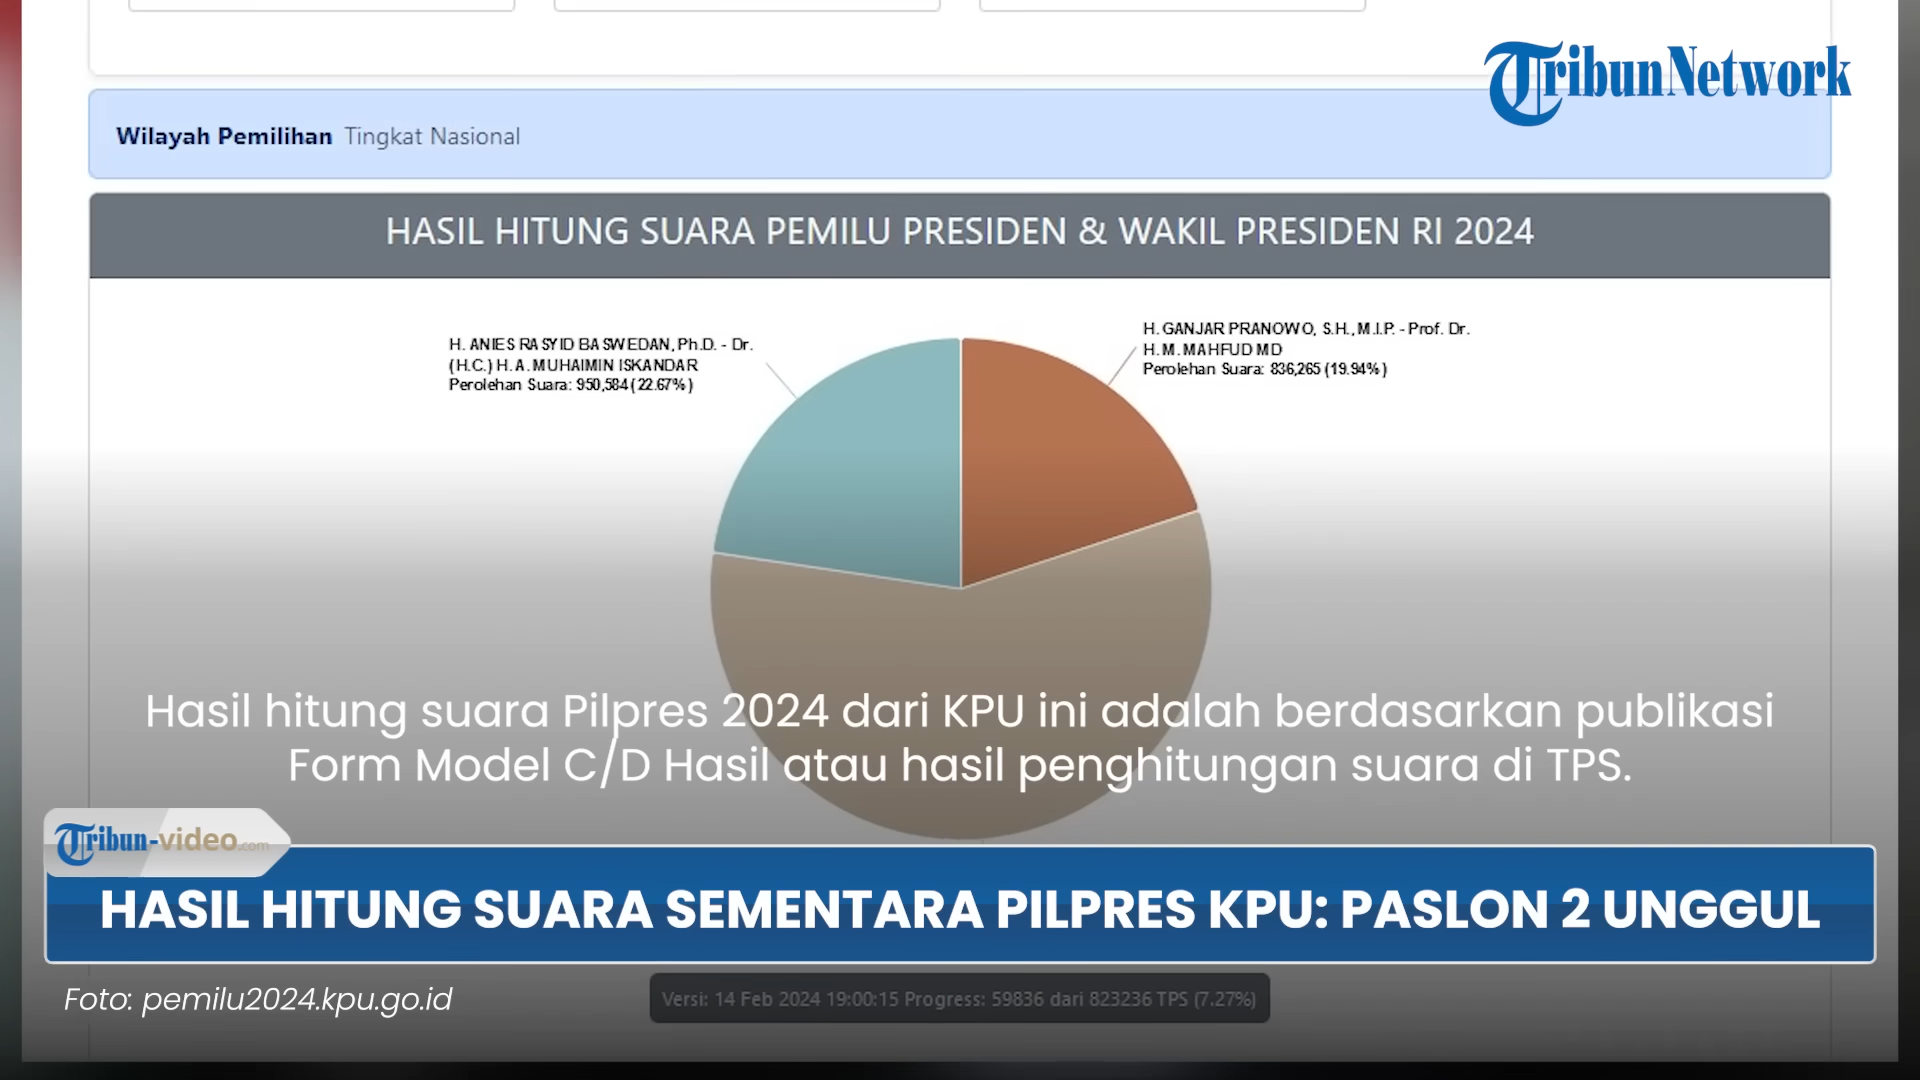 TribunNetwork
Wilayah Pemilihan Tingkat Nasional
HASIL HITUNG SUARA PEMILU PRESIDEN & WAKIL PRESIDEN RI 2024
H. ANIES RASYID BASWEDAN, Ph.D. - Dr.
(H.C.) H. A. MUHAIMIN ISKANDAR
Perolehan Suara: 950,584 (22.67%)
H. GANJAR PRANOWO, S.H., M.I.P. - Prof. Dr.
H. M. MAHFUD MD
Perolehan Suara: 836,265 (19.94%)
Hasil hitung suara Pilpres 2024 dari KPU ini adalah berdasarkan publikasi
Form Model C/D Hasil atau hasil penghitungan suara di TPS.
Tribun-video.com
HASIL HITUNG SUARA SEMENTARA PILPRES KPU: PASLON 2 UNGGUL
Foto: pemilu2024.kpu.go.id
Versi: 14 Feb 2024 19:00:15 Progress: 59836 dari 823236 TPS (7.27%)